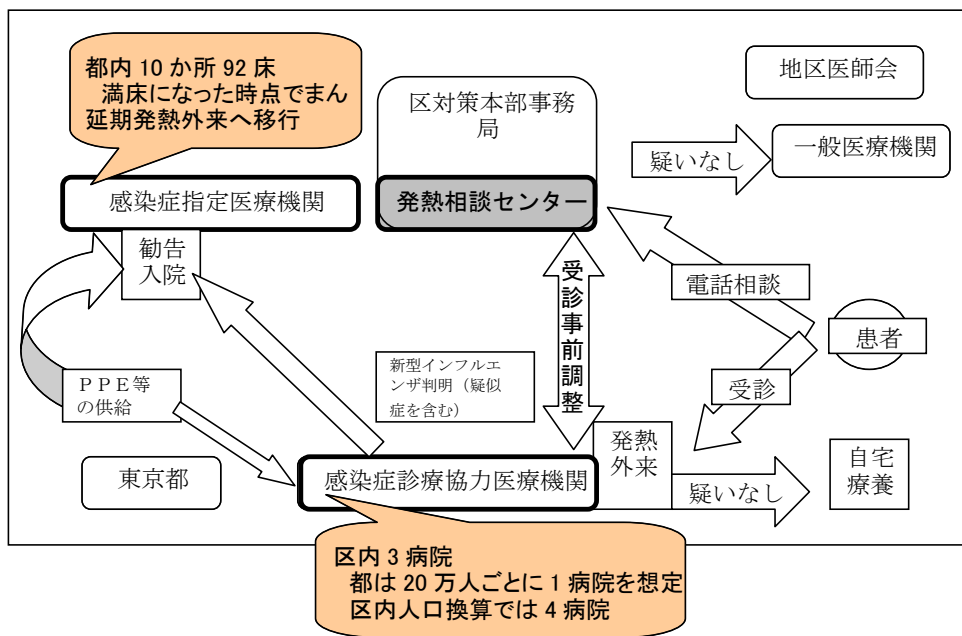 都内 10 か所 92 床
満床になった時点でまん
延期発熱外来へ移行
地区医師会
区対策本部事務
局
疑いなし
一般医療機関
感染症指定医療機関
発熱相談センター
勧告
入院
受診事前調整
電話相談
患者
新型インフルエ
ンザ判明（疑似
症を含む）
受診
ＰＰＥ等
の供給
発熱
外来
自宅
療養
東京都
感染症診療協力医療機関
疑いなし
区内 3 病院
都は 20 万人ごとに 1 病院を想定
区内人口換算では 4 病院